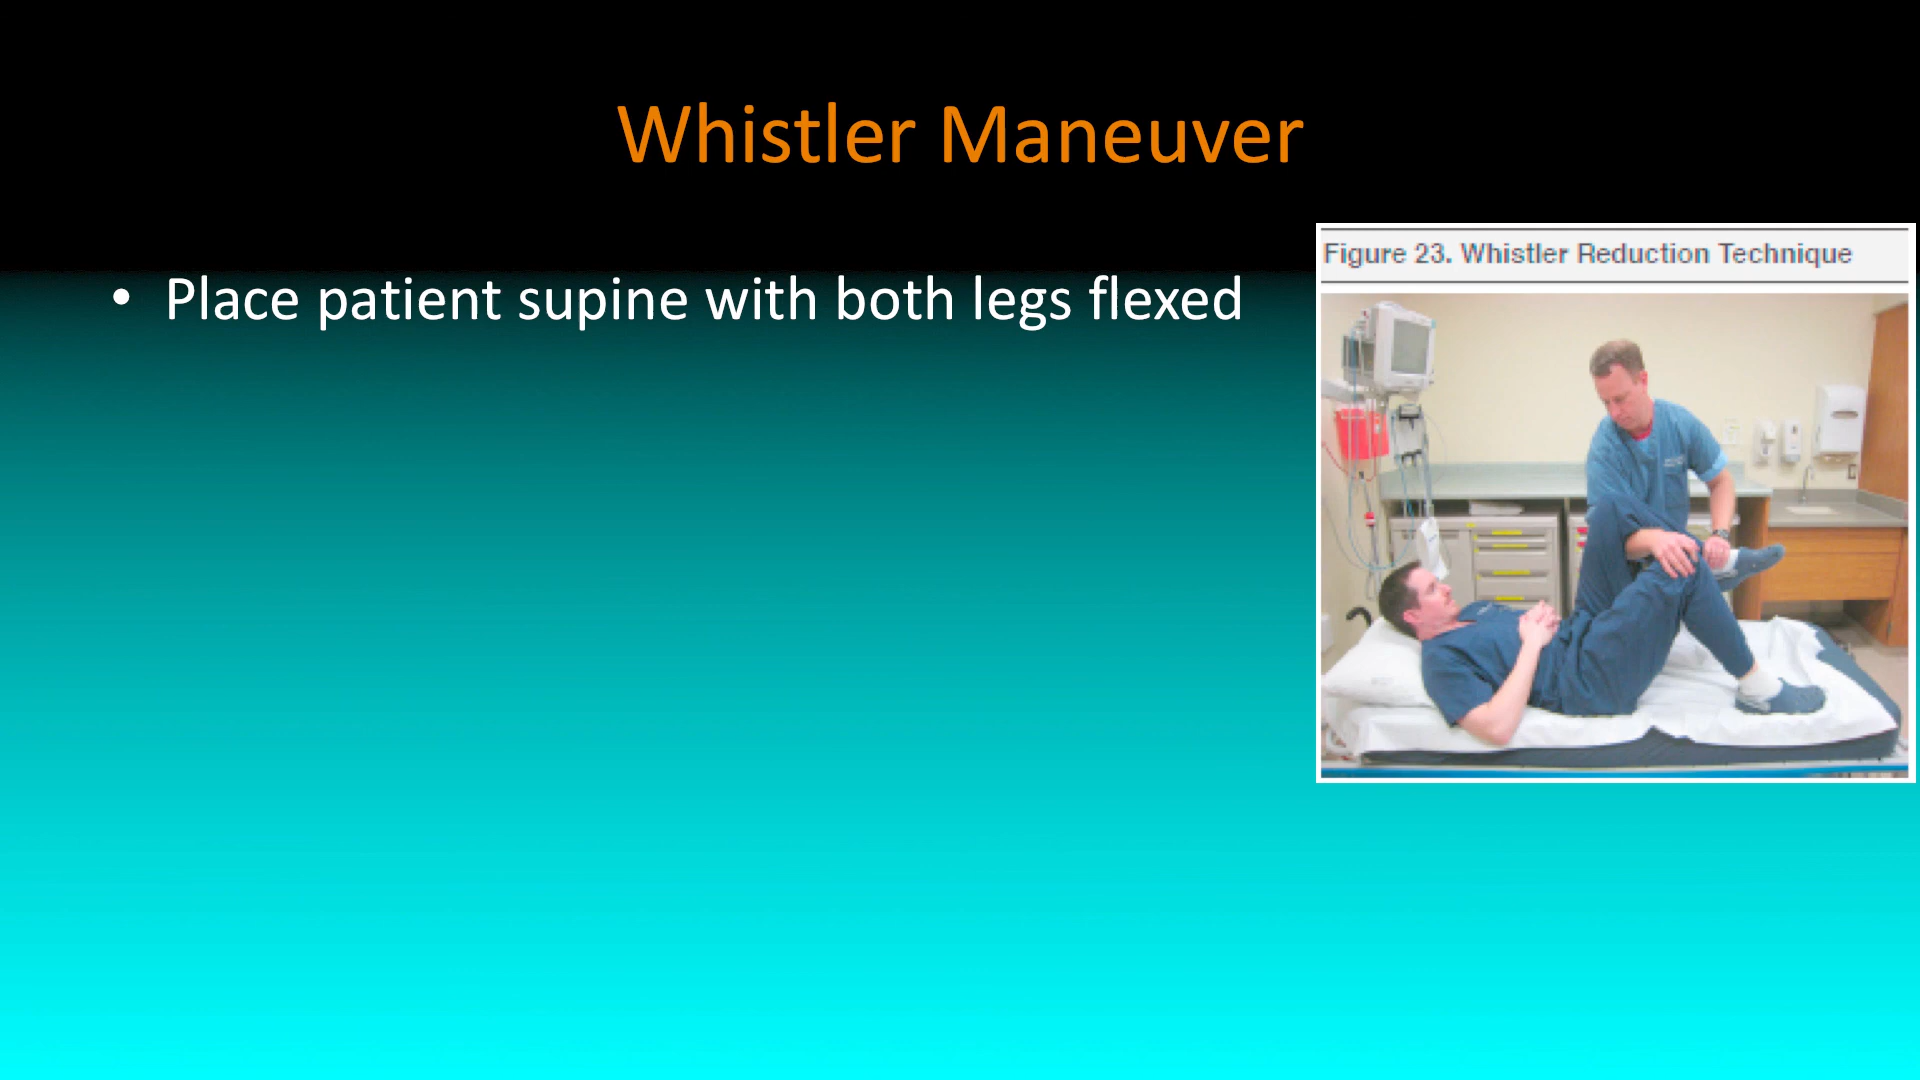 Whistler Maneuver
• Place patient supine with both legs flexed
Figure 23. Whistler Reduction Technique